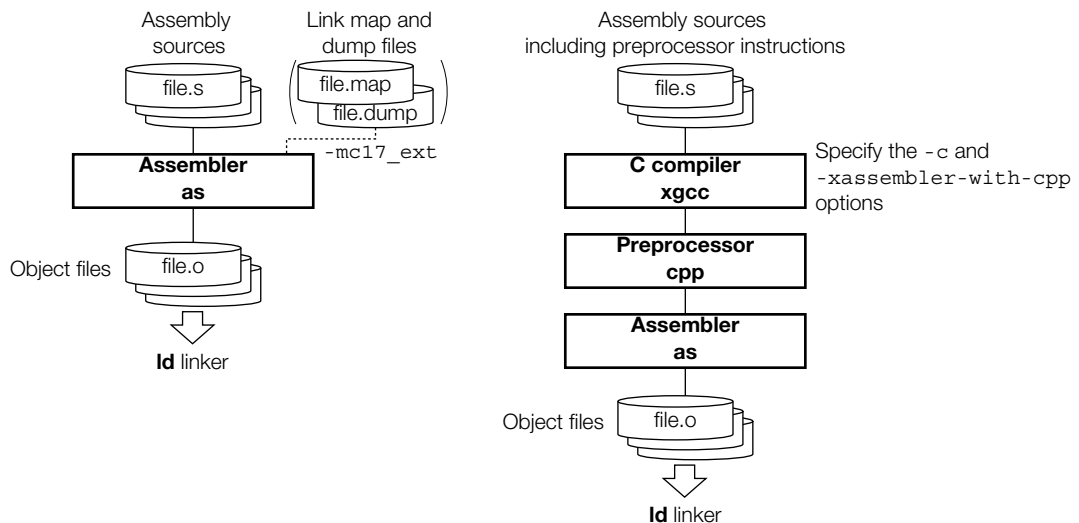 Assembly
sources
Link map and
dump files
file.s
file.map
file.dump
-mc17_ext
Assembler
as
Object files
file.o
ld linker
Assembly sources
including preprocessor instructions
file.s
C compiler
xgcc
Specify the -c and
-xassembler-with-cpp
options
Preprocessor
cpp
Assembler
as
Object files
file.o
ld linker